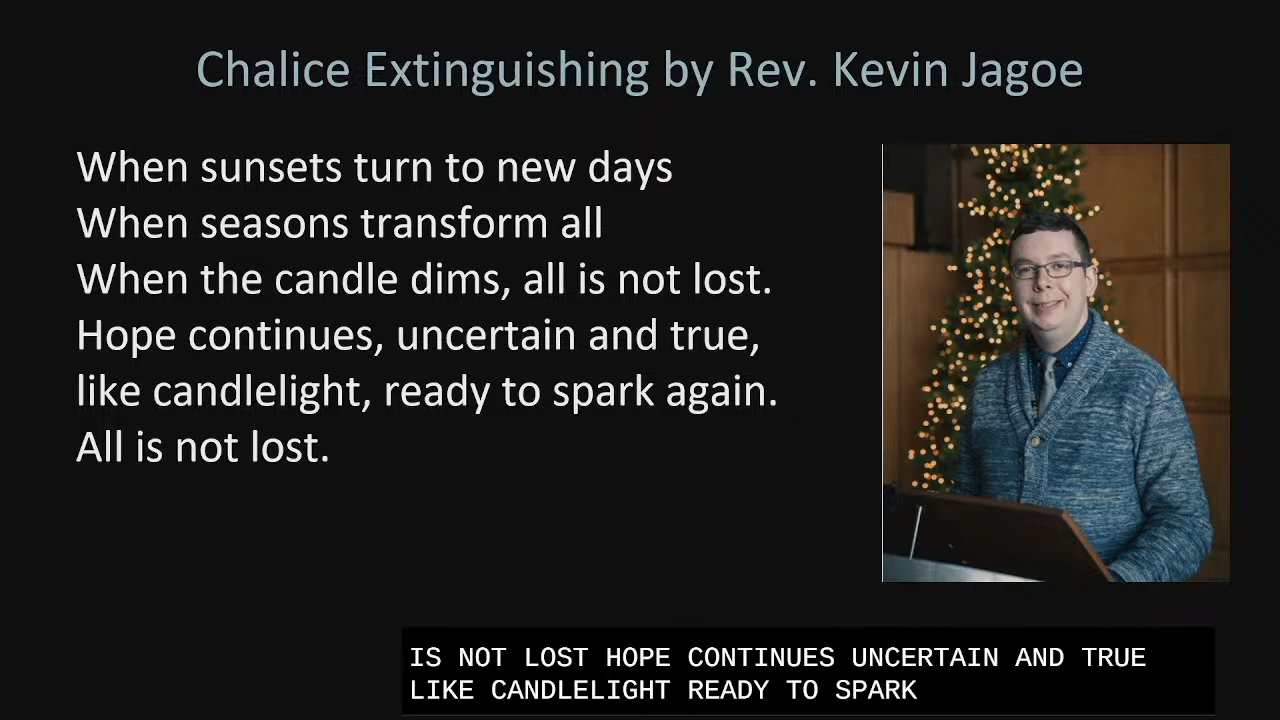 Chalice Extinguishing by Rev. Kevin Jagoe
When sunsets turn to new days
When seasons transform all
When the candle dims, all is not lost.
Hope continues, uncertain and true,
like candlelight, ready to spark again.
All is not lost.
IS NOT LOST HOPE CONTINUES UNCERTAIN AND TRUE
LIKE CANDLELIGHT READY TO SPARK